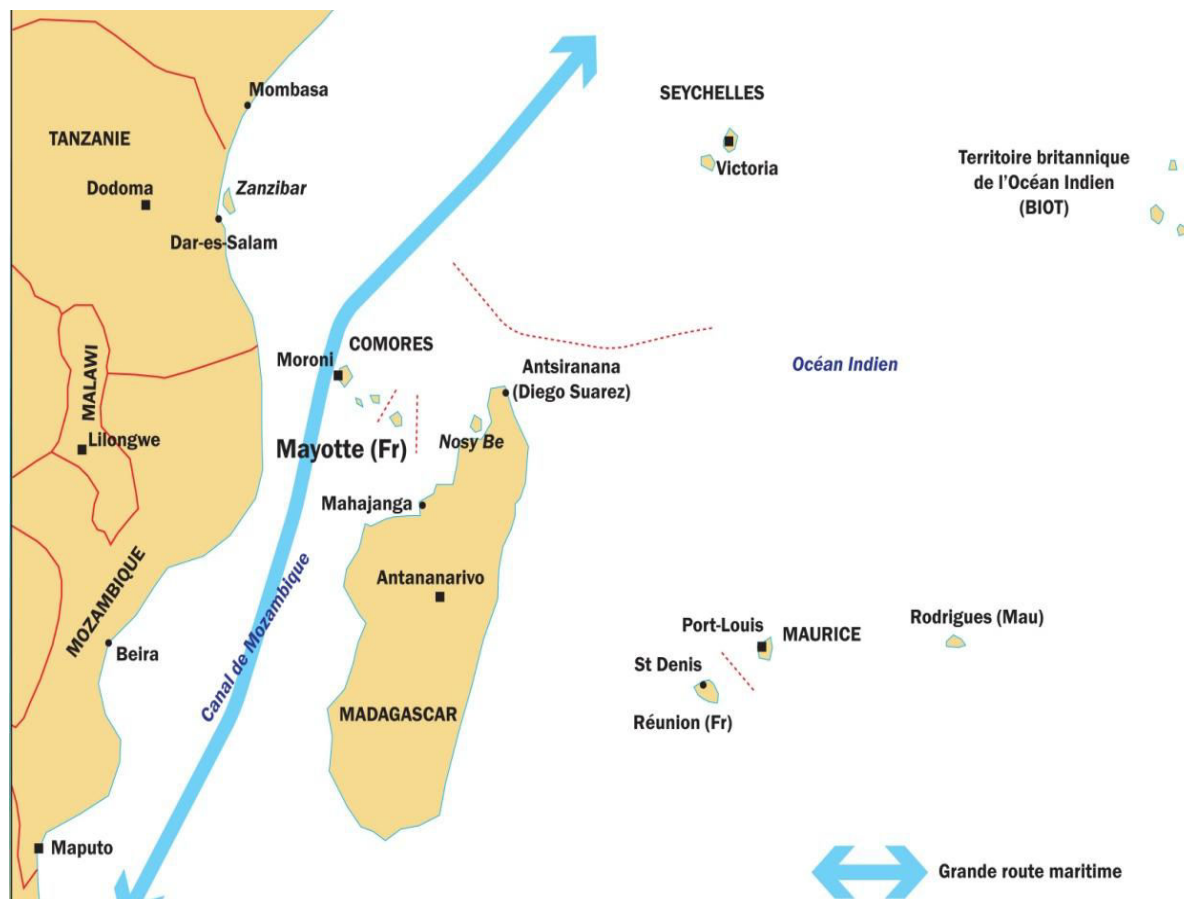 Mombasa
SEYCHELLES
TANZANIE
Territoire britannique
de l'Océan Indien
(BIOT)
Victoria
Dodoma
Zanzibar
Dar-es-Salam
COMORES
Moroni
Antsiranana
(Diego Suarez)
Océan Indien
MALAWI
Lilongwe
Mayotte (Fr)
Nosy Be
Mahajanga
Antananarivo
MOZAMBIQUE
Canal de Mozambique
Beira
Port-Louis
MAURICE
Rodrigues (Mau)
St Denis
Réunion (Fr)
MADAGASCAR
Maputo
Grande route maritime